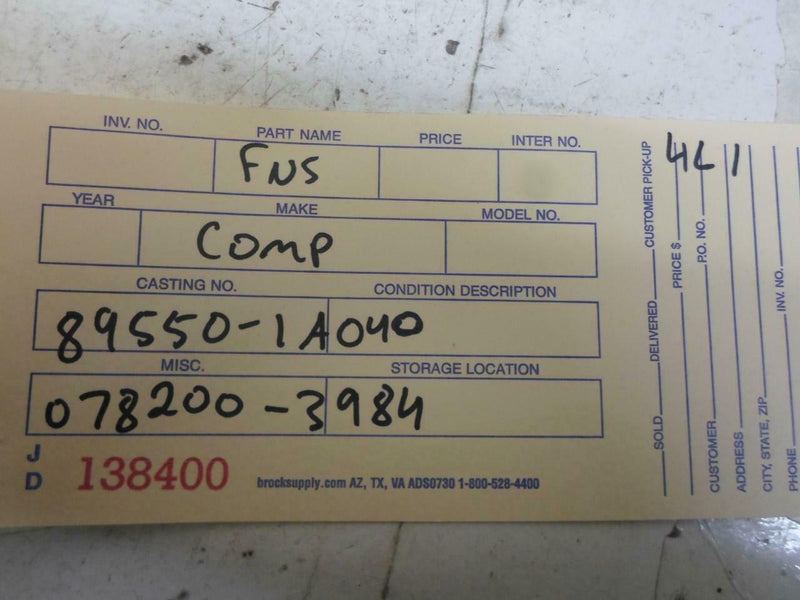 INV. NO. PART NAME PRICE INTER NO.
FNS
YEAR MAKE MODEL NO.
COMP
CASTING NO. CONDITION DESCRIPTION
89550-1A040
MISC. STORAGE LOCATION
078200-3984
J
D
138400
brocksupply.com AZ, TX, VA ADS0730 1-800-528-4400
4L1
SOLD DELIVERED CUSTOMER PICK-UP
PRICE $
CUSTOMER P.O. NO.
ADDRESS
CITY, STATE, ZIP
PHONE INV. NO.